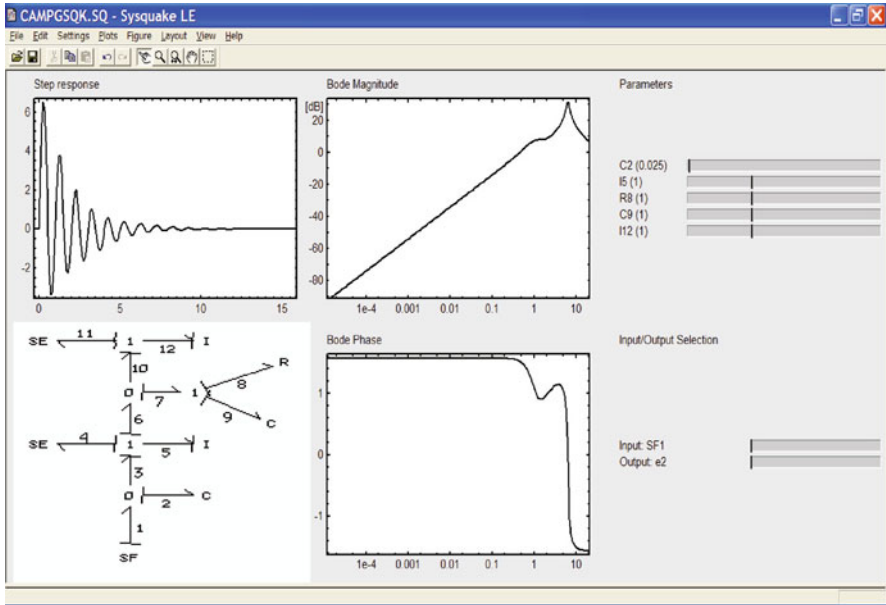 CAMPGSQK.SQ - Sysquake LE
File Edit Settings Plots Figure Layout View Help
Step response
6
4
2
0
-2
0 5 10 15
Bode Magnitude
[dB]
20
0
-20
-40
-60
-80
1e-4 0.001 0.01 0.1 1 10
Parameters
C2 (0.025)
I5 (1)
R8 (1)
C9 (1)
I12 (1)
SE 11 1 12 I
10
R
0 7 1 8
6 9 C
SE 4 1 5 I
3
0 2 C
1
SF
Bode Phase
1
0
-1
1e-4 0.001 0.01 0.1 1 10
Input/Output Selection
Input: SF1
Output: e2